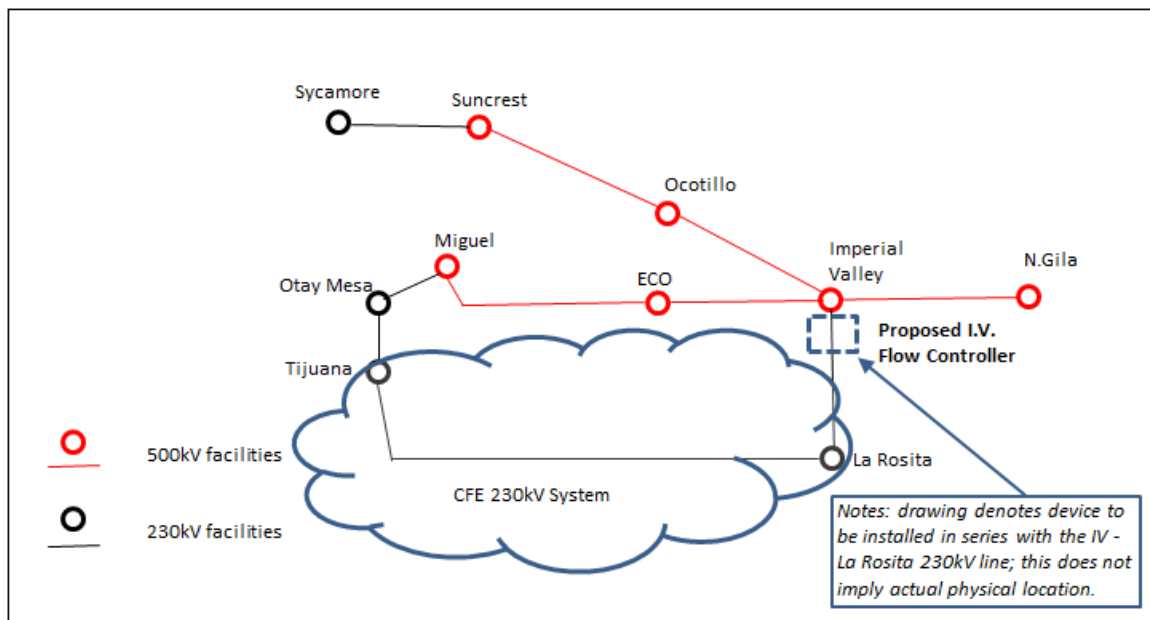 Sycamore
Suncrest
Ocotillo
Miguel
Imperial
Valley
N.Gila
Otay Mesa
ECO
Proposed I.V.
Flow Controller
Tijuana
500kV facilities
La Rosita
CFE 230kV System
230kV facilities
Notes: drawing denotes device to
be installed in series with the IV -
La Rosita 230kV line; this does not
imply actual physical location.